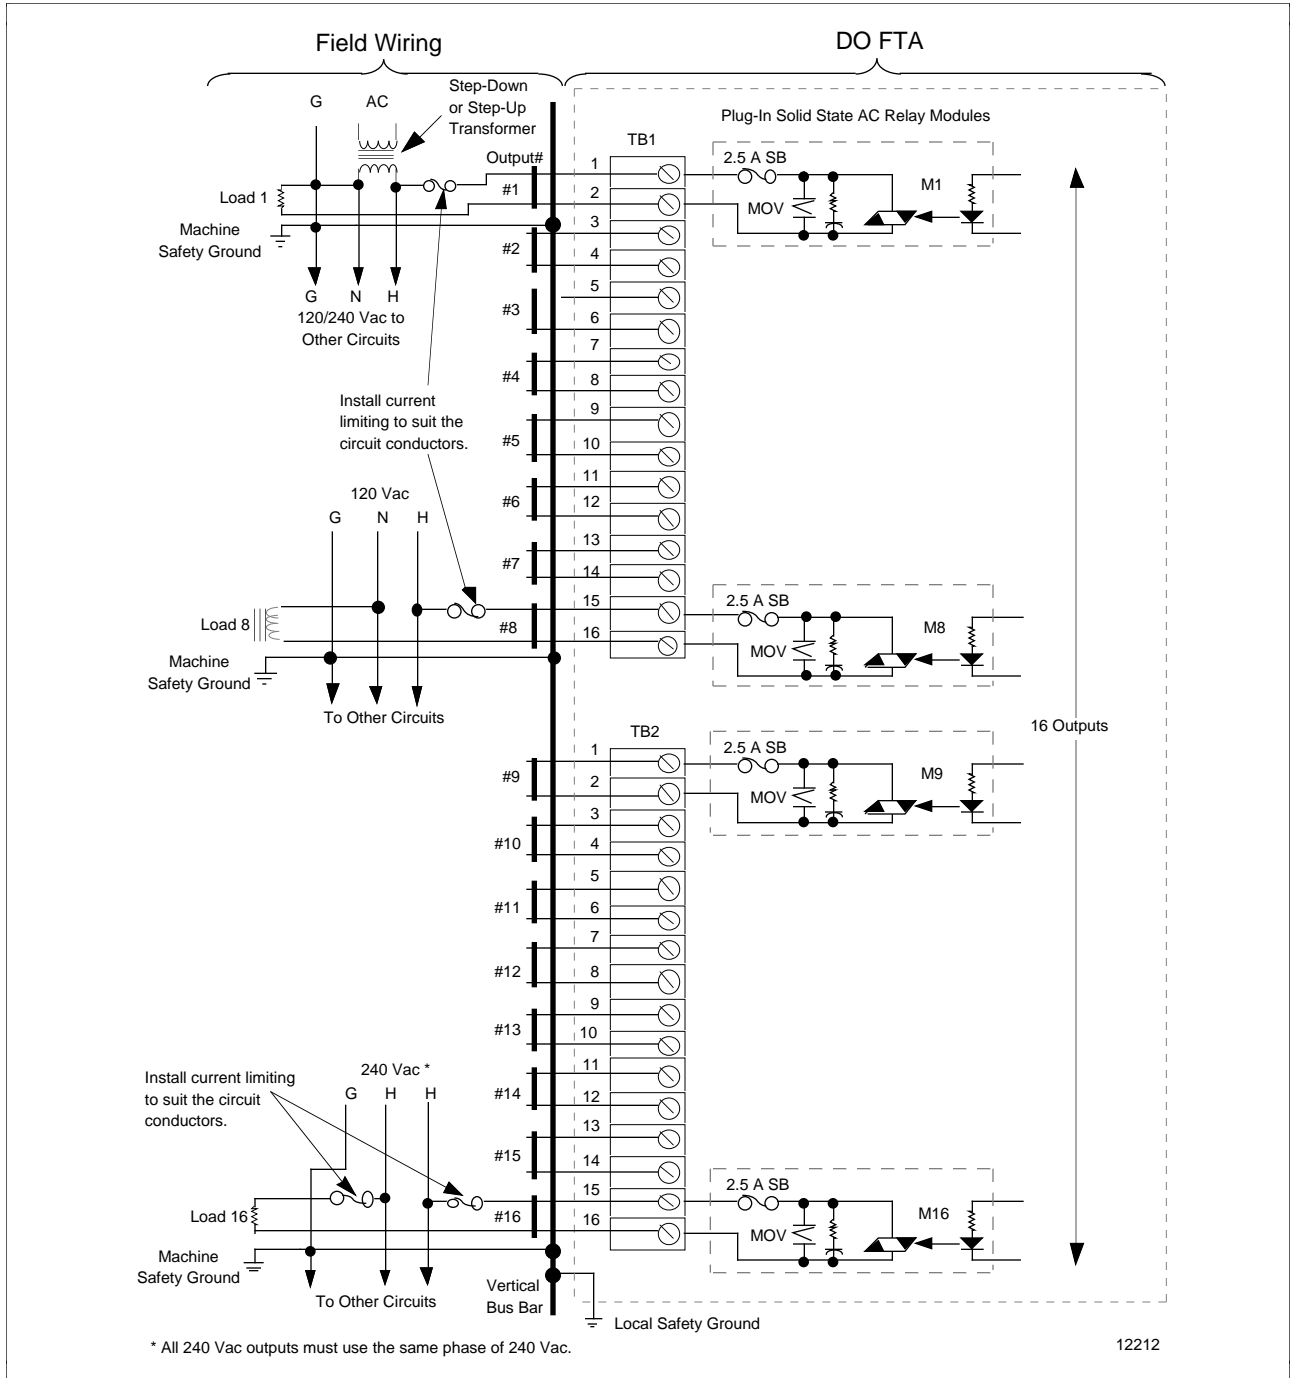 Field Wiring
DO FTA
G
AC
Step-Down
or Step-Up
Transformer
Plug-In Solid State AC Relay Modules
TB1
Output#
1
2.5 A SB
M1
#1
Load 1
2
MOV
Machine
Safety Ground
3
#2
4
5
G
N
H
#3
120/240 Vac to
Other Circuits
6
7
#4
8
Install current
limiting to suit the
circuit conductors.
9
#5
10
11
#6
12
120 Vac
G
N
H
13
#7
14
15
2.5 A SB
Load 8
#8
M8
16
MOV
Machine
Safety Ground
To Other Circuits
16 Outputs
TB2
1
2.5 A SB
#9
M9
2
MOV
3
#10
4
5
#11
6
7
#12
8
9
#13
10
11
Install current limiting
to suit the circuit
conductors.
240 Vac *
G
H
H
#14
12
13
#15
14
15
2.5 A SB
Load 16
#16
16
M16
MOV
Machine
Safety Ground
To Other Circuits
Vertical
Bus Bar
Local Safety Ground
* All 240 Vac outputs must use the same phase of 240 Vac.
12212